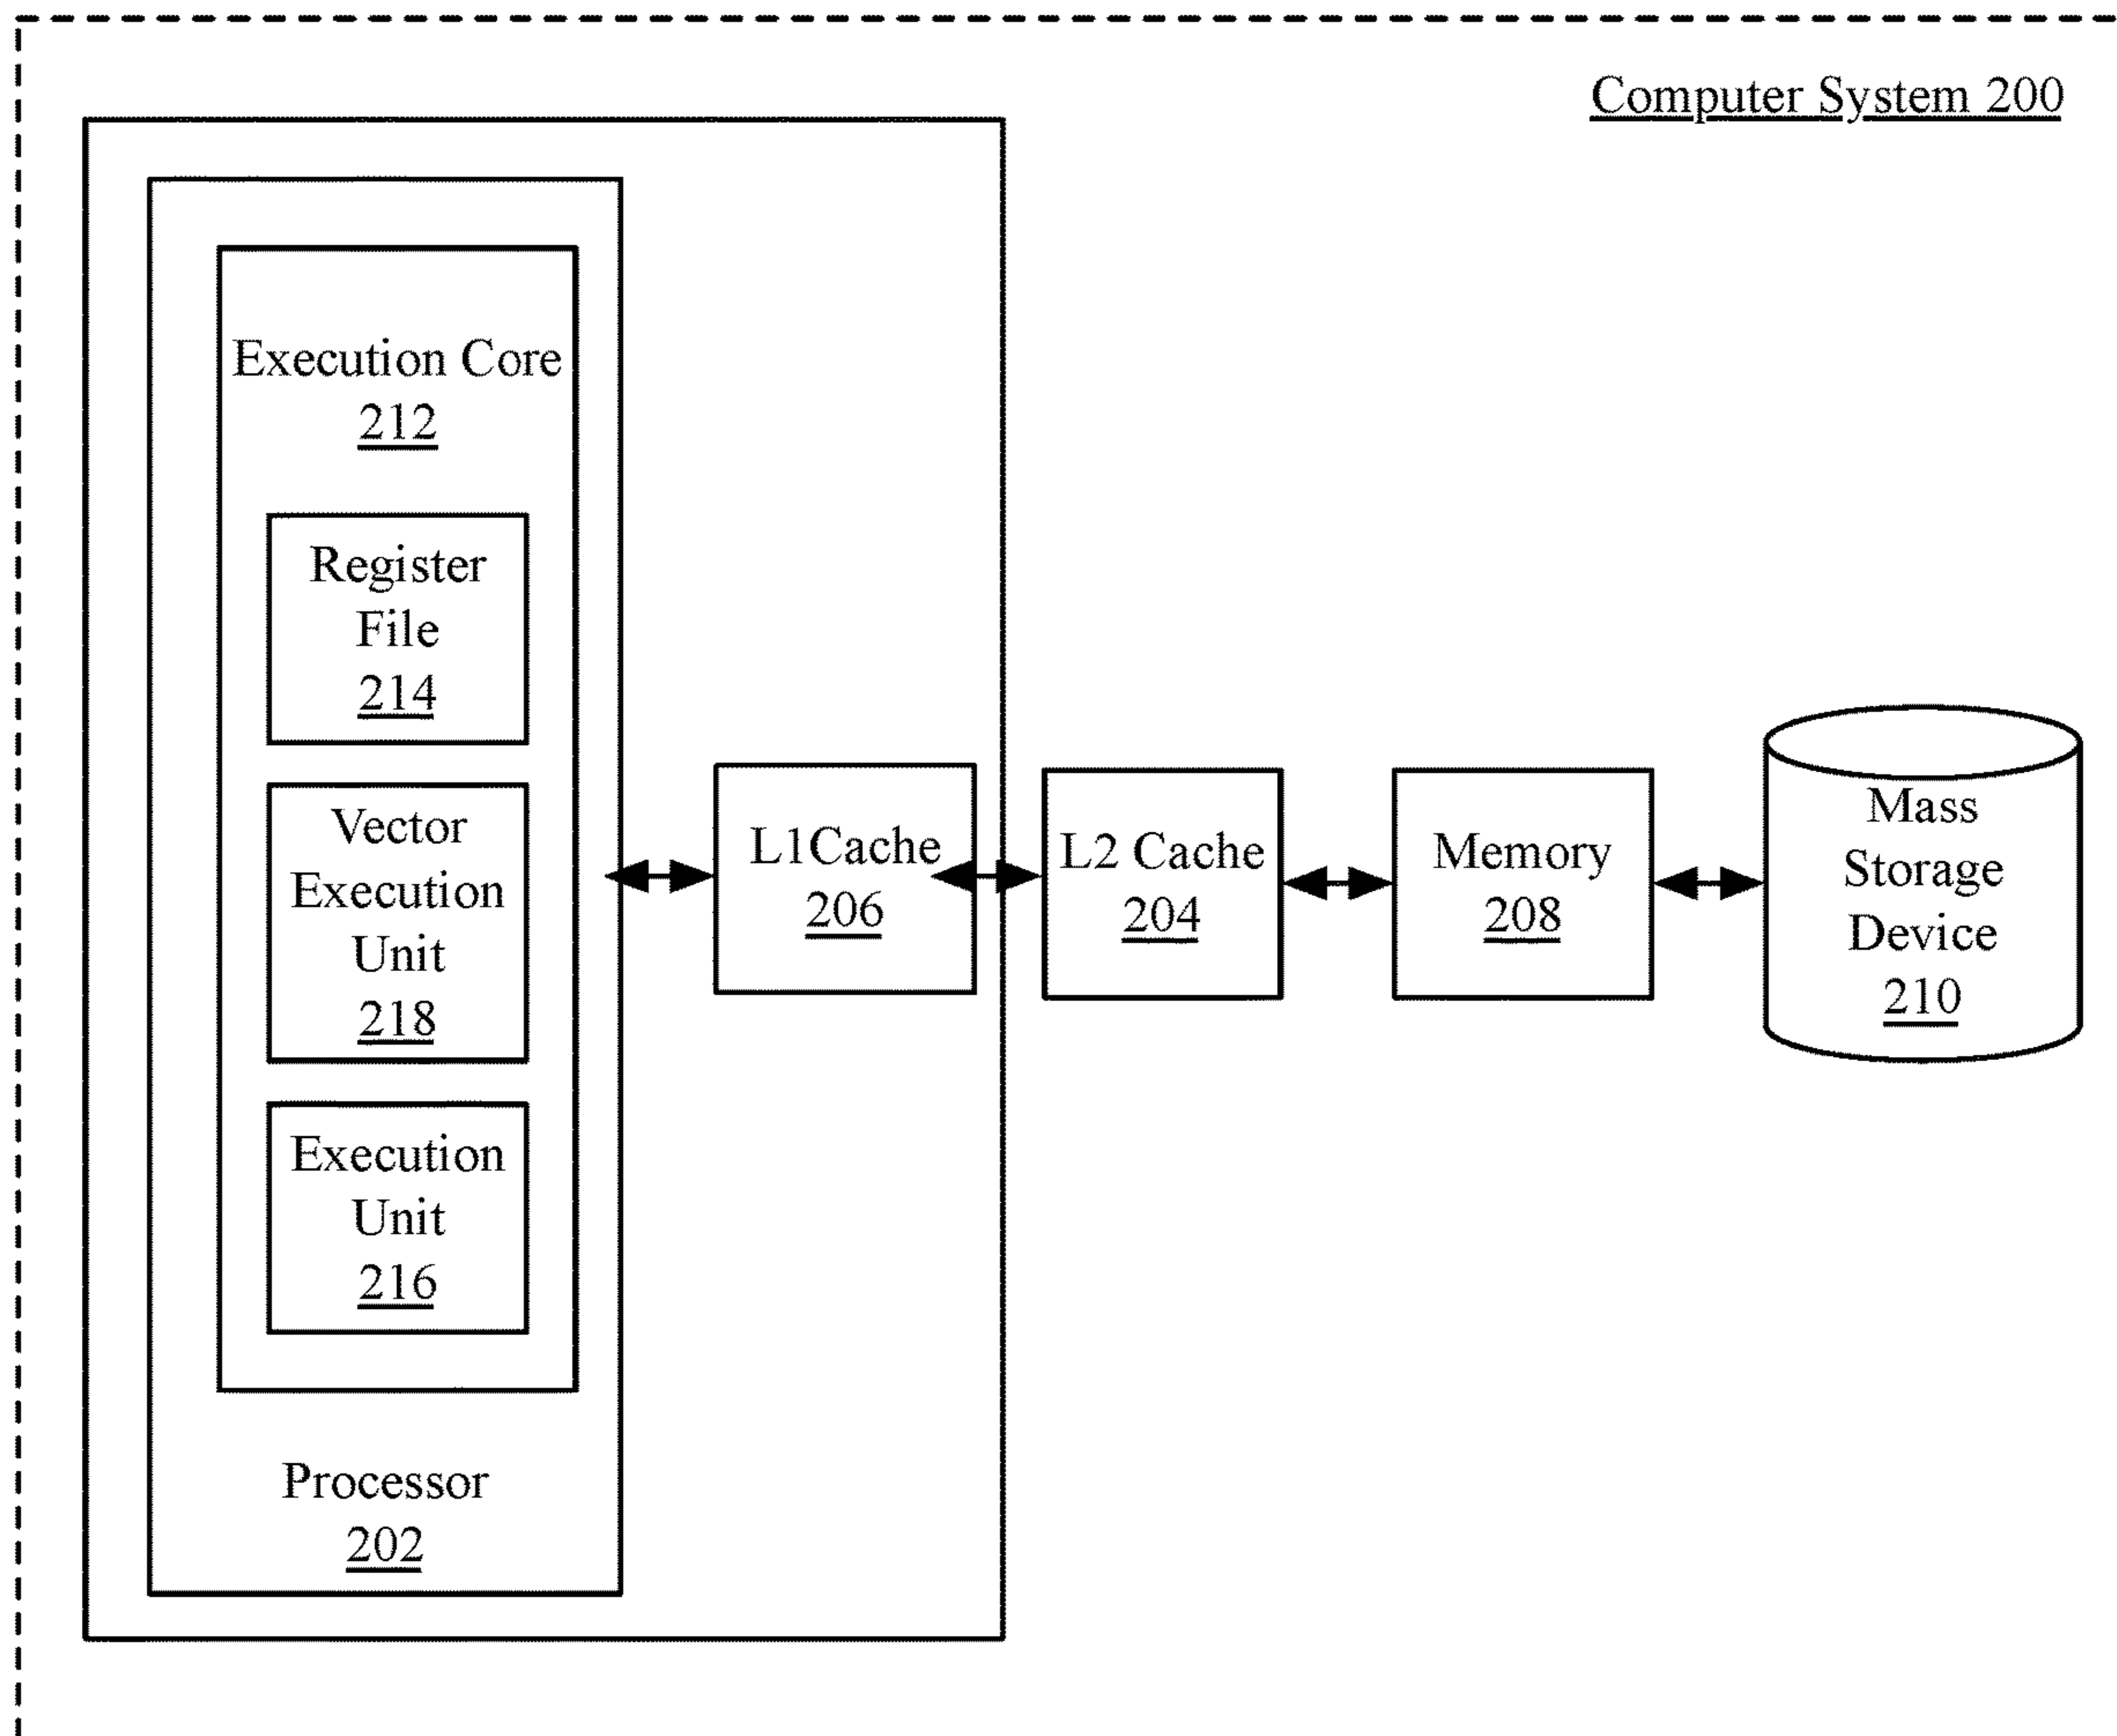 Computer System 200
Execution Core
212
Register
File
214
Vector
Execution
Unit
218
Execution
Unit
216
Processor
202
L1Cache
206
L2 Cache
204
Memory
208
Mass
Storage
Device
210